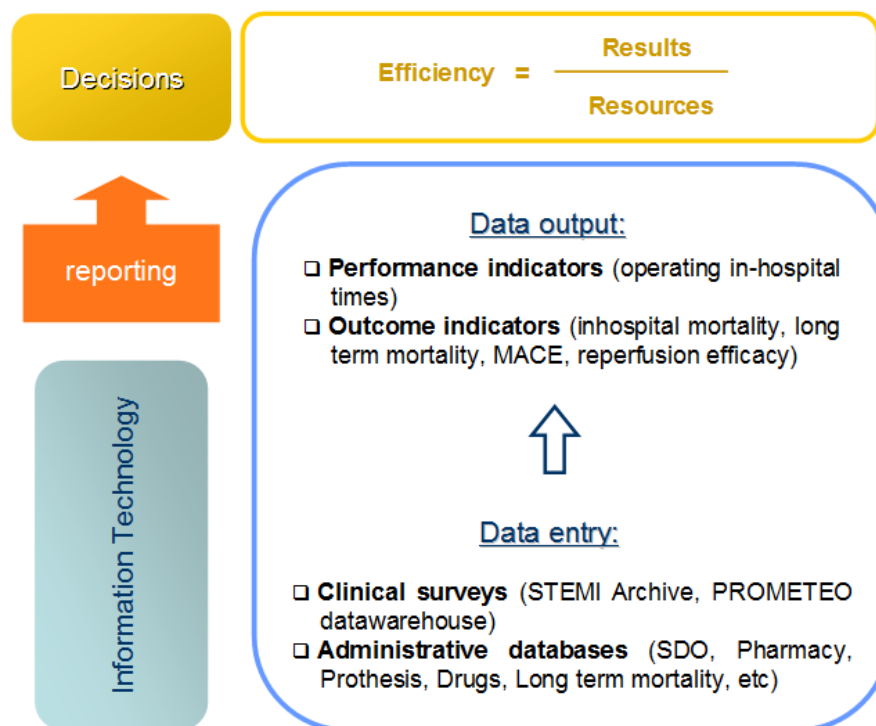 Decisions
Efficiency = Results
Resources
reporting
Data output:
❑ Performance indicators (operating in-hospital
times)
❑ Outcome indicators (inhospital mortality, long
term mortality, MACE, reperfusion efficacy)
Information Technology
Data entry:
❑ Clinical surveys (STEMI Archive, PROMETEO
datawarehouse)
❑ Administrative databases (SDO, Pharmacy,
Prothesis, Drugs, Long term mortality, etc)